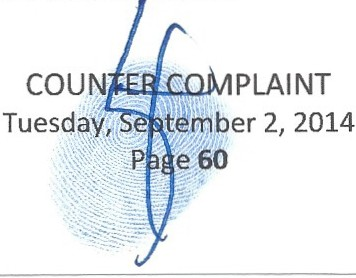 COUNTER COMPLAINT
Tuesday, September 2, 2014
Page 60